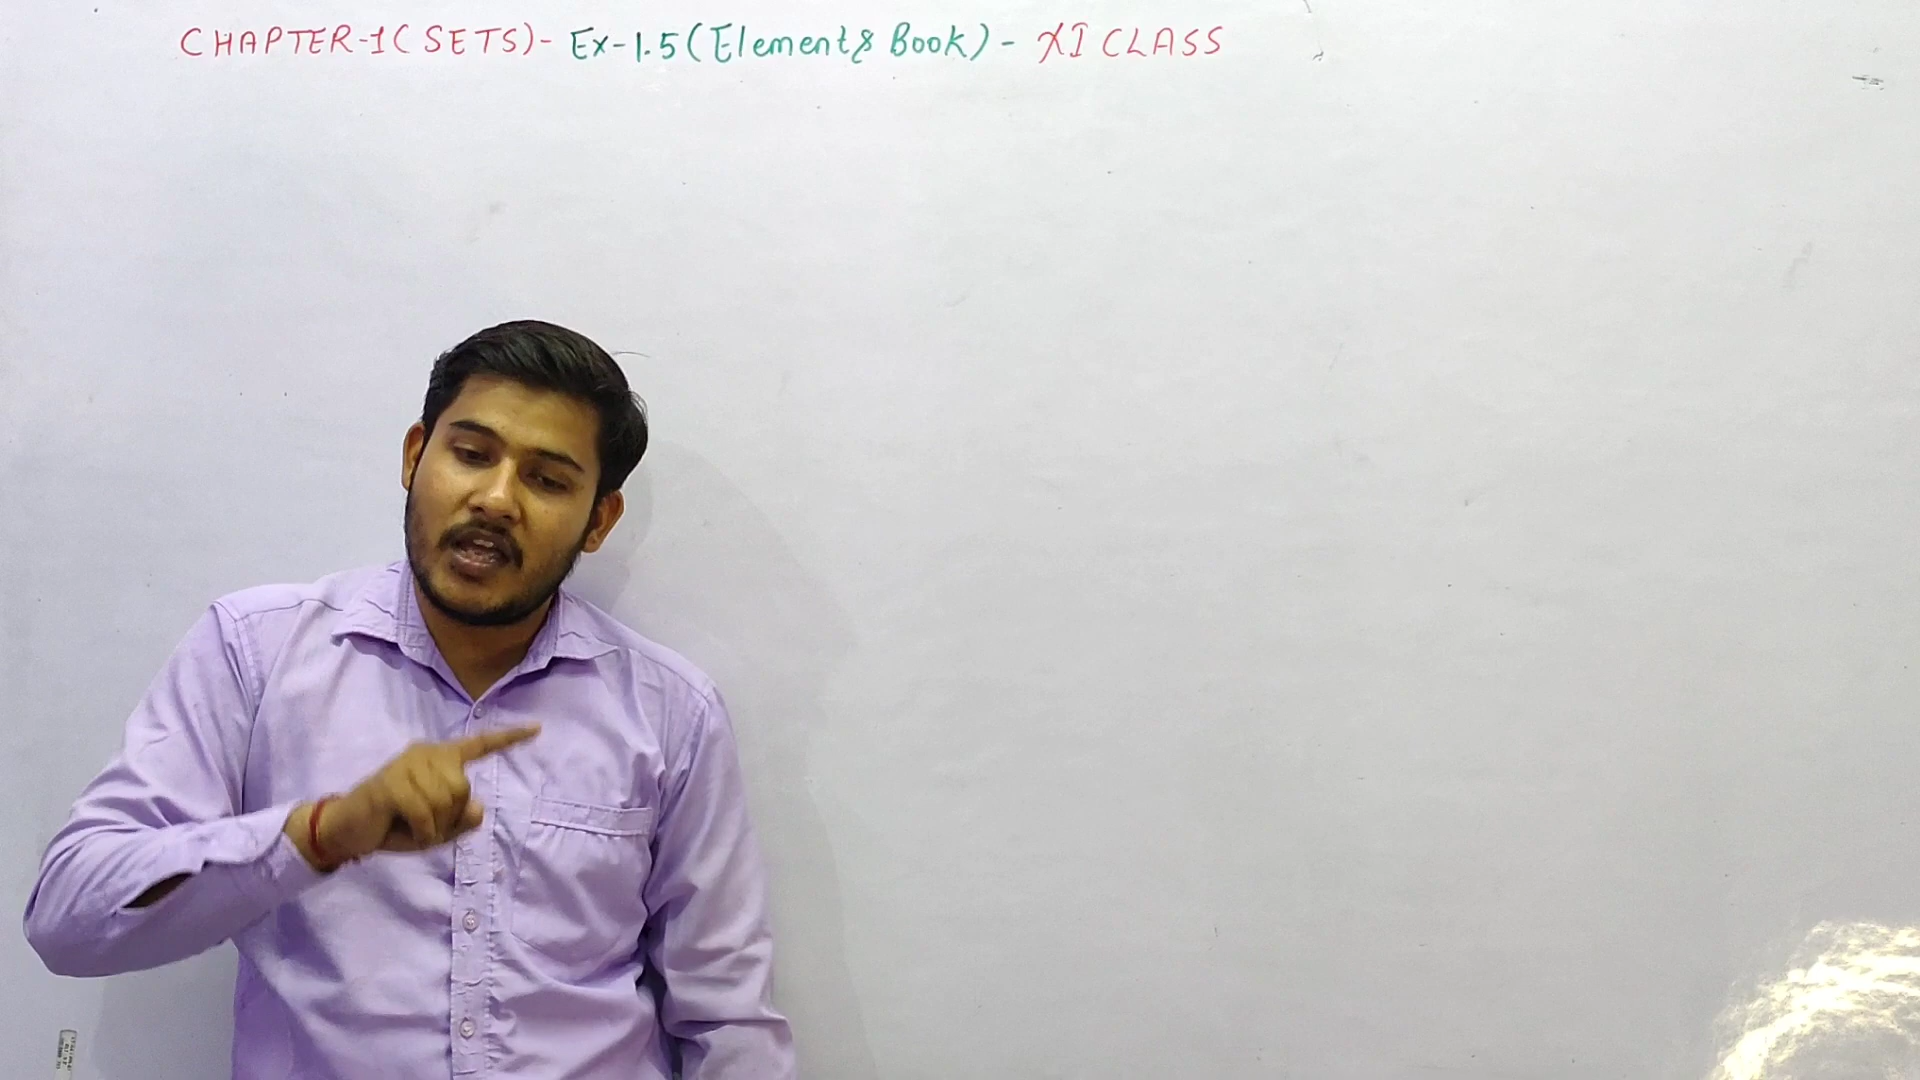 CHAPTER-1(SETS)- Ex-1.5(Elements Book)- XI CLASS